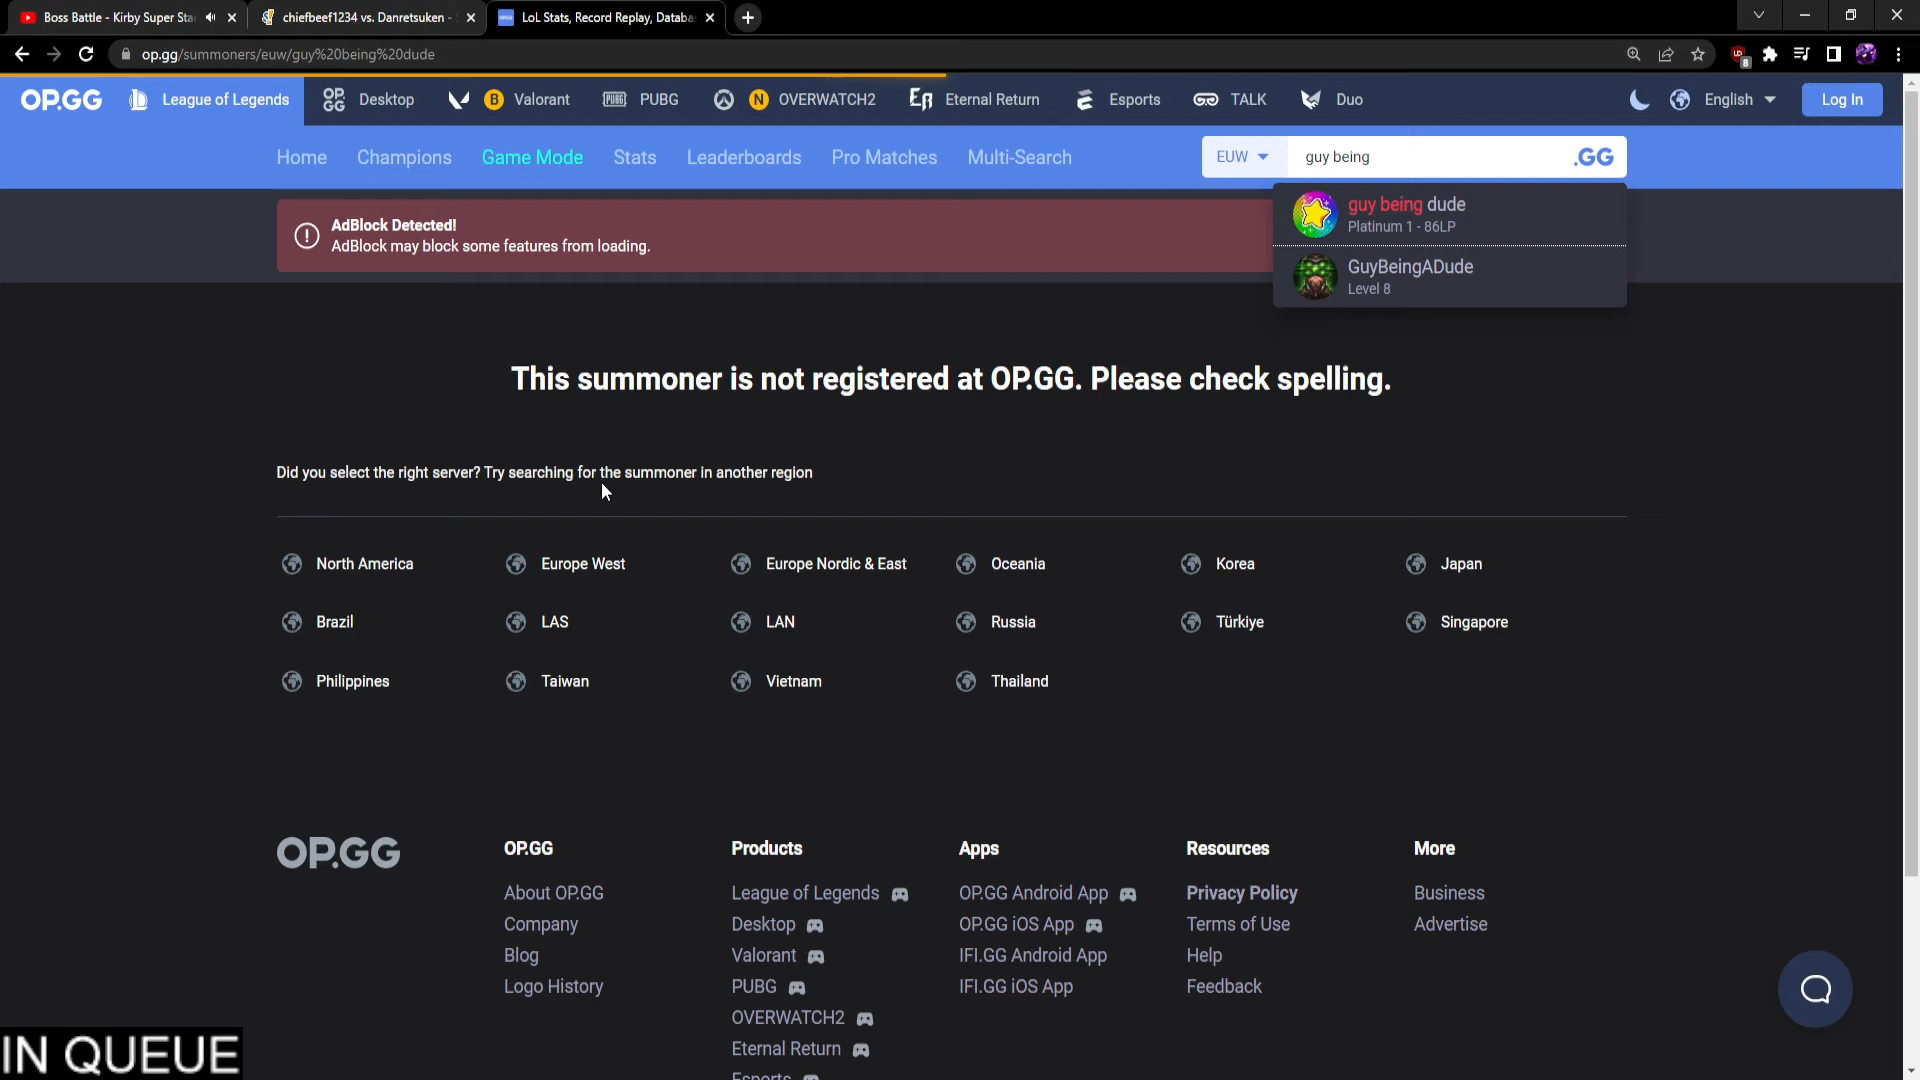 Boss Battle - Kirby Super Sta
chiefbeef1234 vs. Danretsuken -
LoL Stats, Record Replay, Databa
op.gg/summoners/euw/guy%20being%20dude
8
OP.GG
League of Legends
OP.GG
Desktop
B
Valorant
PUBG
PUBG
N
OVERWATCH2
Eternal Return
Esports
TALK
Duo
English
Log In
Home
Champions
Game Mode
Stats
Leaderboards
Pro Matches
Multi-Search
EUW
guy being
.GG
AdBlock Detected!
AdBlock may block some features from loading.
guy being dude
Platinum 1 - 86LP
GuyBeingADude
Level 8
This summoner is not registered at OP.GG. Please check spelling.
Did you select the right server? Try searching for the summoner in another region
North America
Europe West
Europe Nordic & East
Oceania
Korea
Japan
Brazil
LAS
LAN
Russia
Türkiye
Singapore
Philippines
Taiwan
Vietnam
Thailand
OP.GG
OP.GG
About OP.GG
Company
Blog
Logo History
Products
League of Legends
Desktop
Valorant
PUBG
OVERWATCH2
Eternal Return
Esports
Apps
OP.GG Android App
OP.GG iOS App
IFI.GG Android App
IFI.GG iOS App
Resources
Privacy Policy
Terms of Use
Help
Feedback
More
Business
Advertise
IN QUEUE